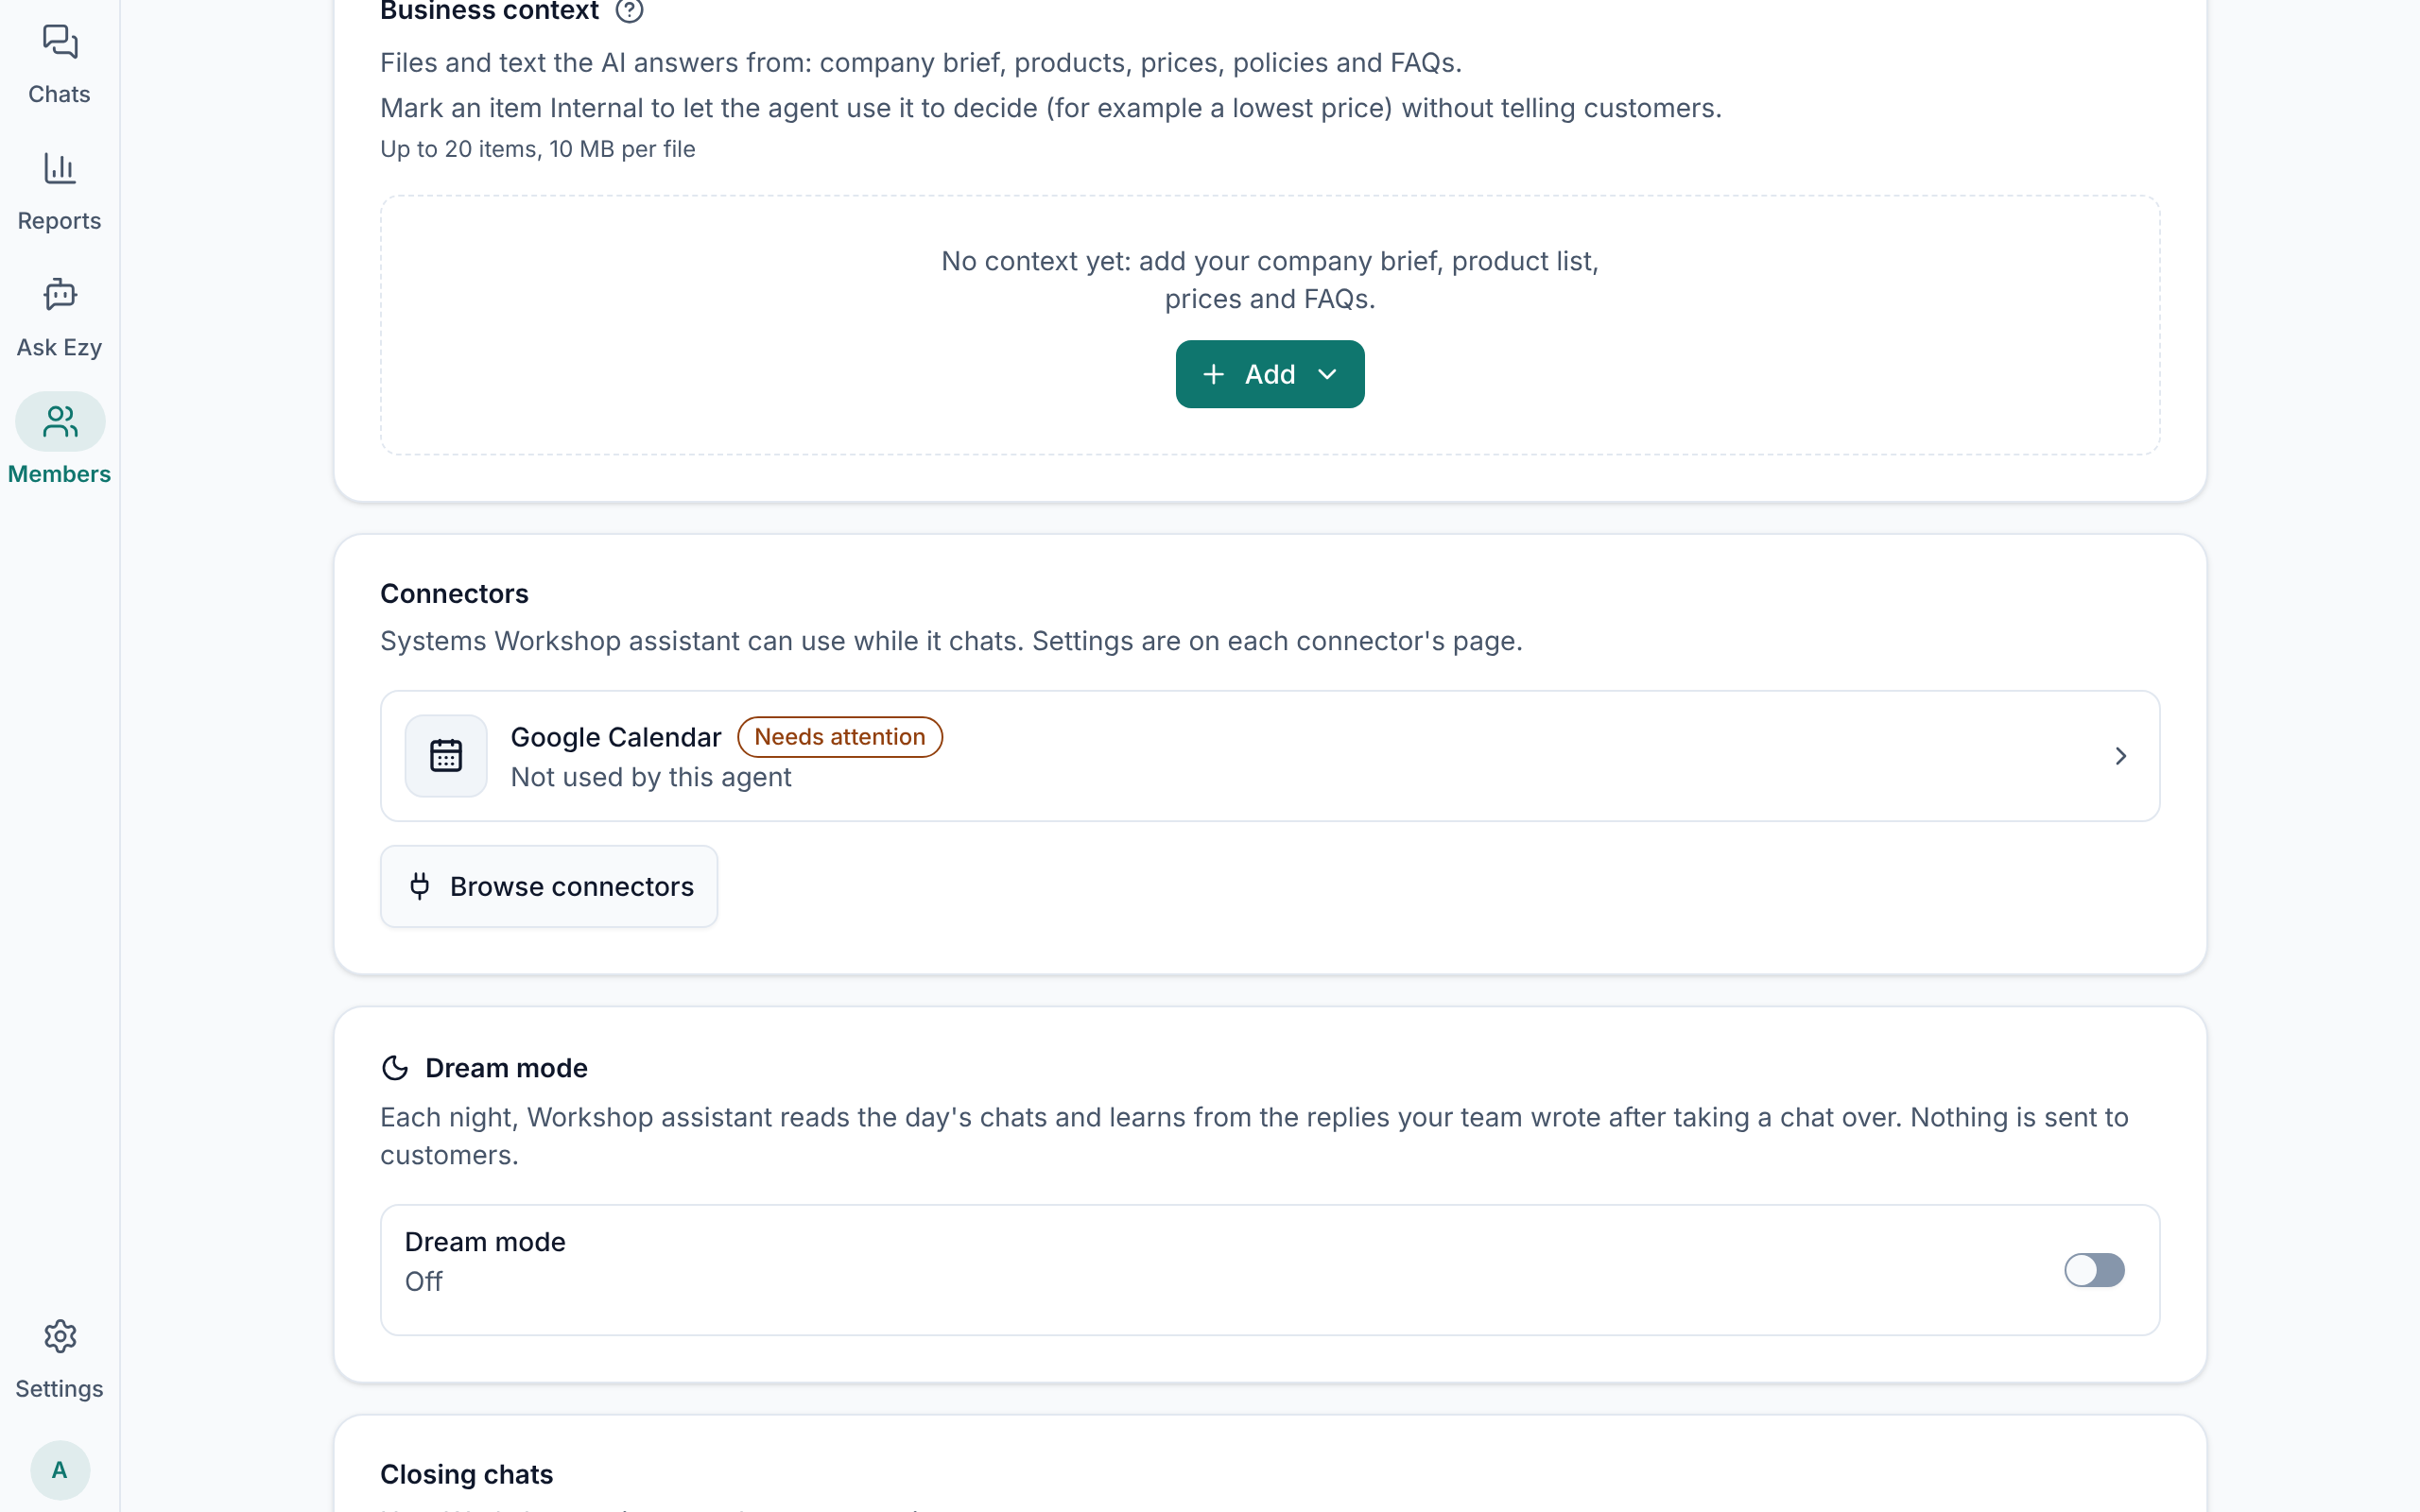 Chats
Reports
Ask Ezy
Members
Settings
A
Business context
Files and text the AI answers from: company brief, products, prices, policies and FAQs.
Mark an item Internal to let the agent use it to decide (for example a lowest price) without telling customers.
Up to 20 items, 10 MB per file
No context yet: add your company brief, product list,
prices and FAQs.
Add
Connectors
Systems Workshop assistant can use while it chats. Settings are on each connector's page.
Google Calendar Needs attention
Not used by this agent
Browse connectors
Dream mode
Each night, Workshop assistant reads the day's chats and learns from the replies your team wrote after taking a chat over. Nothing is sent to
customers.
Dream mode
Off
Closing chats